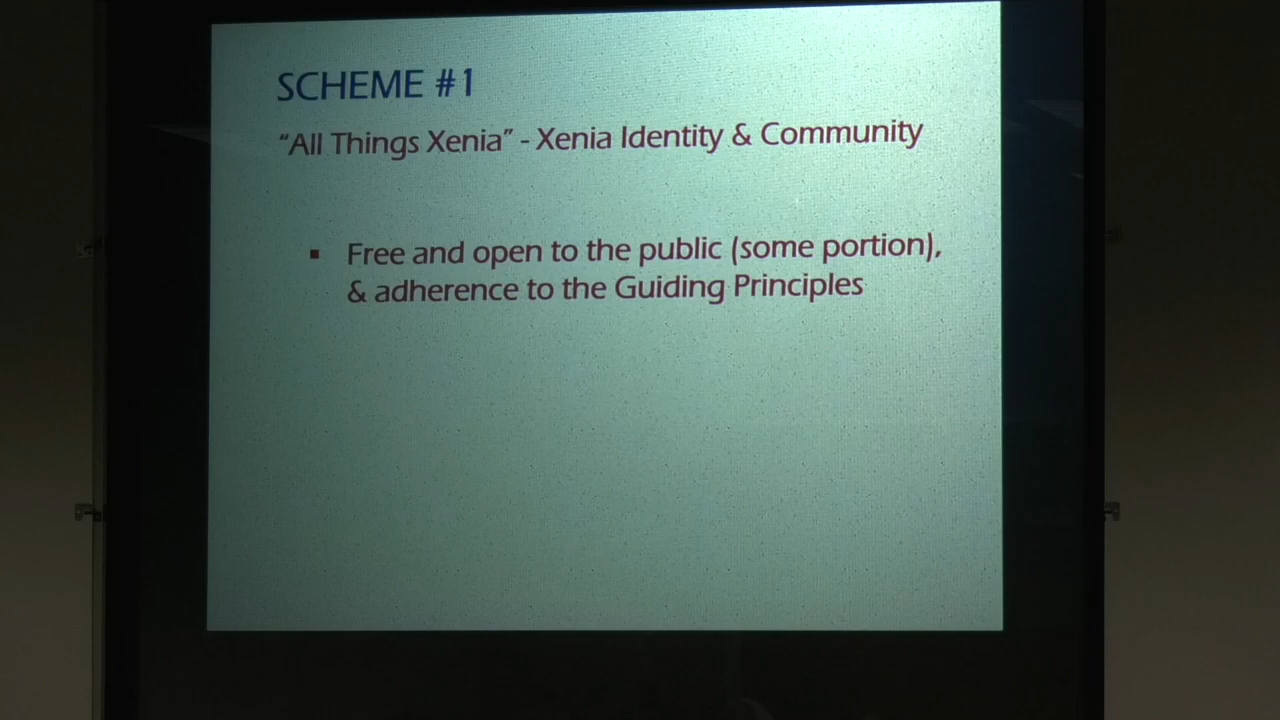 SCHEME #1
“All Things Xenia” - Xenia Identity & Community
▪ Free and open to the public (some portion),
& adherence to the Guiding Principles